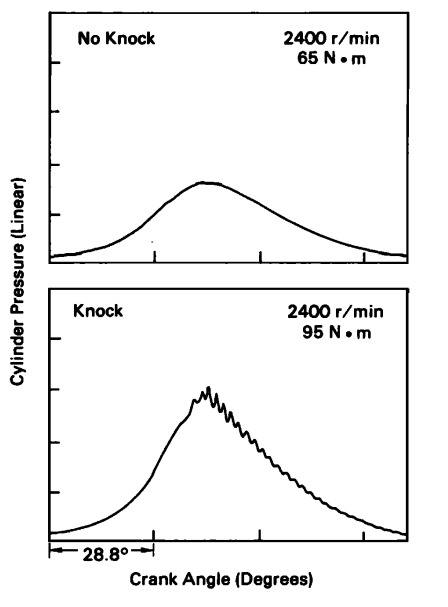 No Knock
2400 r/min
65 N • m
Cylinder Pressure (Linear)
Knock
2400 r/min
95 N • m
28.8°
Crank Angle (Degrees)